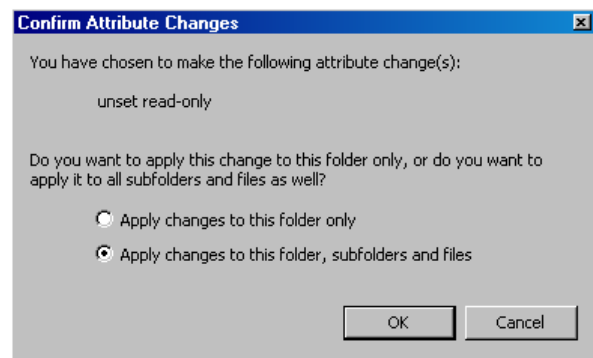 Confirm Attribute Changes
You have chosen to make the following attribute change(s):
unset read-only
Do you want to apply this change to this folder only, or do you want to
apply it to all subfolders and files as well?
Apply changes to this folder only
Apply changes to this folder, subfolders and files
OK Cancel